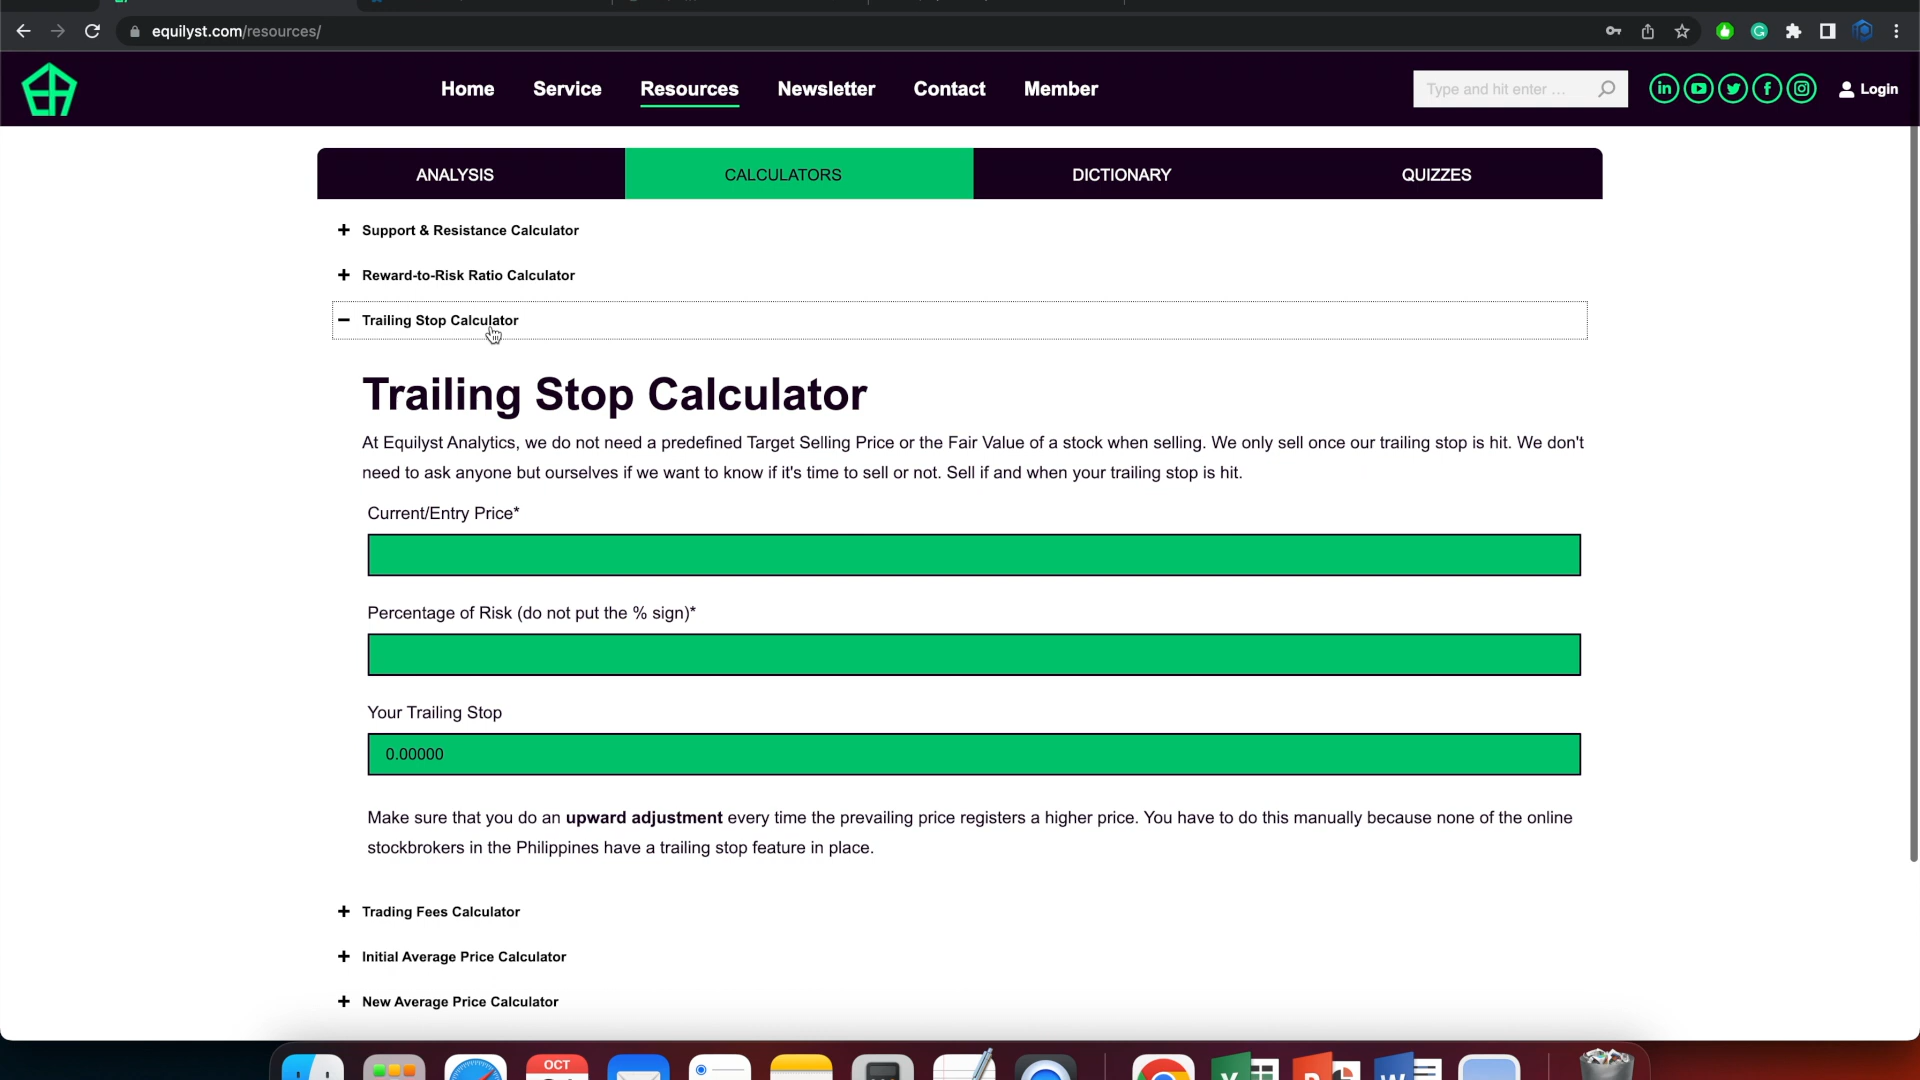 equilyst.com/resources/
Home Service Resources Newsletter Contact Member
Type and hit enter ...
Login
ANALYSIS CALCULATORS DICTIONARY QUIZZES
+ Support & Resistance Calculator
+ Reward-to-Risk Ratio Calculator
− Trailing Stop Calculator
Trailing Stop Calculator
At Equilyst Analytics, we do not need a predefined Target Selling Price or the Fair Value of a stock when selling. We only sell once our trailing stop is hit. We don't
need to ask anyone but ourselves if we want to know if it's time to sell or not. Sell if and when your trailing stop is hit.
Current/Entry Price*
Percentage of Risk (do not put the % sign)*
Your Trailing Stop
0.00000
Make sure that you do an upward adjustment every time the prevailing price registers a higher price. You have to do this manually because none of the online
stockbrokers in the Philippines have a trailing stop feature in place.
+ Trading Fees Calculator
+ Initial Average Price Calculator
+ New Average Price Calculator
OCT